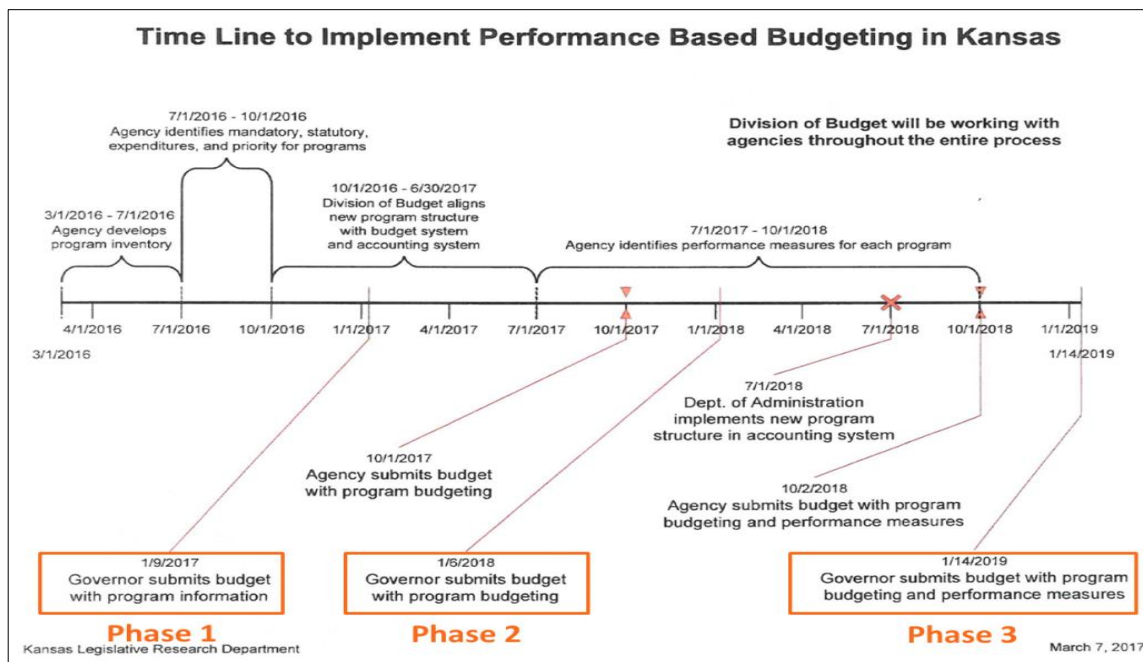 Time Line to Implement Performance Based Budgeting in Kansas
7/1/2016 - 10/1/2016
Agency identifies mandatory, statutory,
expenditures, and priority for programs
Division of Budget will be working with
agencies throughout the entire process
10/1/2016 - 6/30/2017
Division of Budget aligns
new program structure
with budget system
and accounting system
3/1/2016 - 7/1/2016
Agency develops
program inventory
7/1/2017 - 10/1/2018
Agency identifies performance measures for each program
4/1/2016 7/1/2016 10/1/2016 1/1/2017 4/1/2017 7/1/2017 10/1/2017 1/1/2018 4/1/2018 7/1/2018 10/1/2018 1/1/2019
3/1/2016 1/14/2019
7/1/2018
Dept. of Administration
implements new program
structure in accounting system
10/1/2017
Agency submits budget
with program budgeting
10/2/2018
Agency submits budget with program
budgeting and performance measures
1/9/2017
Governor submits budget
with program information
1/6/2018
Governor submits budget
with program budgeting
1/14/2019
Governor submits budget with program
budgeting and performance measures
Phase 1 Phase 2 Phase 3
Kansas Legislative Research Department March 7, 2017